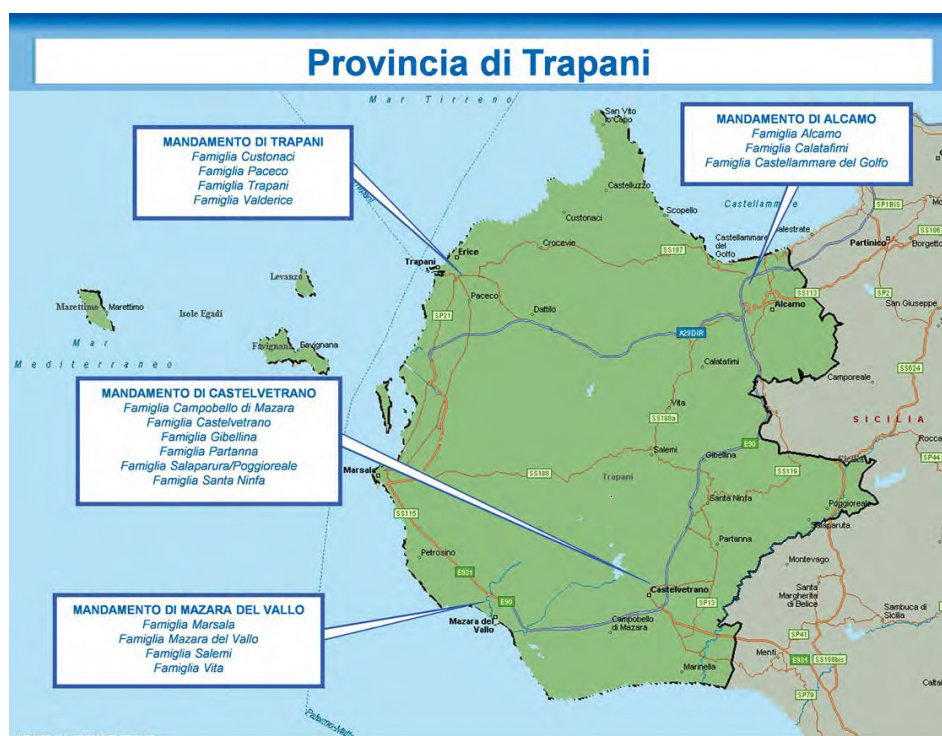 Provincia di Trapani
Mar Tirreno
MANDAMENTO DI TRAPANI
Famiglia Custonaci
Famiglia Paceco
Famiglia Trapani
Famiglia Valderice
MANDAMENTO DI ALCAMO
Famiglia Alcamo
Famiglia Calatafimi
Famiglia Castellammare del Golfo
San Vito
lo Capo
Castelluzzo
Custonaci
Scopello
Castellammare
Crocevie
Castellammare
del
Golfo
Balestrate
SP1BIS
SS186
Partinico
Borgetto
Erice
Trapani
SS187
Levanzo
Marettimo
Marettimo
Isole Egadi
Favignana
Favignana
Paceco
SP21
Dattilo
SS113
Alcamo
SP2
San Giuseppe
A29DIR
Calatafimi
Camporeale
SS624
Mar
Mediterraneo
MANDAMENTO DI CASTELVETRANO
Famiglia Campobello di Mazara
Famiglia Castelvetrano
Famiglia Gibellina
Famiglia Partanna
Famiglia Salaparura/Poggioreale
Famiglia Santa Ninfa
Vita
SS188a
SICILIA
Rocca
E90
Salemi
Gibellina
SP44
Sicilia
Marsala
SS188
SS119
Trapani
Santa Ninfa
Poggioreale
Salaparuta
SS115
Partanna
Petrosino
Montevago
E931
Castelvetrano
SP13
Santa
Margherita
di Belice
Sambuca di
Sicilia
MANDAMENTO DI MAZARA DEL VALLO
Famiglia Marsala
Famiglia Mazara del Vallo
Famiglia Salemi
Famiglia Vita
E90
Mazara del
Vallo
Campobello
di Mazara
SP41
Menfi
E931
SS188bis
Marinella
SP79
Calta